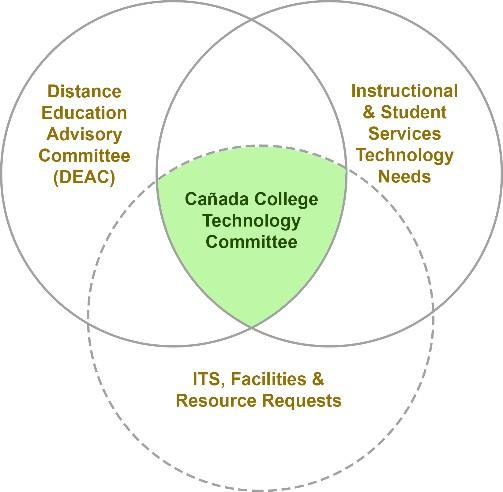 Distance
Education
Advisory
Committee
(DEAC)
Instructional
& Student
Services
Technology
Needs
Cañada College
Technology
Committee
ITS, Facilities &
Resource Requests